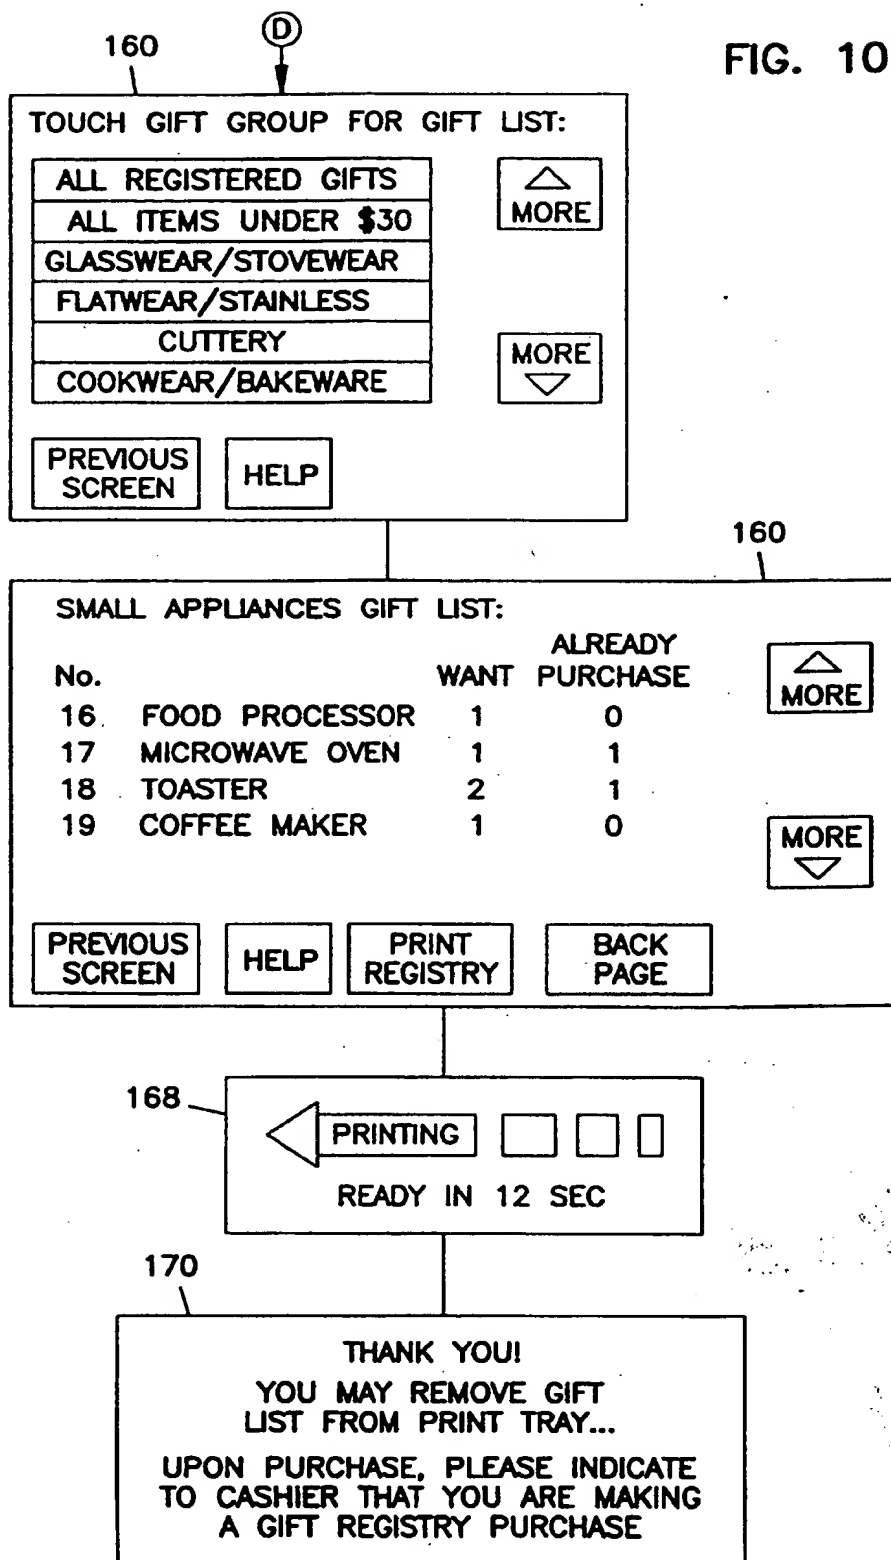 D
160
FIG. 10
TOUCH GIFT GROUP FOR GIFT LIST:
ALL REGISTERED GIFTS
ALL ITEMS UNDER $30
GLASSWEAR/STOVEWEAR
FLATWEAR/STAINLESS
CUTTERY
COOKWEAR/BAKEWARE
MORE
MORE
PREVIOUS
SCREEN
HELP
160
SMALL APPLIANCES GIFT LIST:
ALREADY
No. WANT PURCHASE
16 FOOD PROCESSOR 1 0
17 MICROWAVE OVEN 1 1
18 TOASTER 2 1
19 COFFEE MAKER 1 0
MORE
MORE
PREVIOUS
SCREEN
HELP
PRINT
REGISTRY
BACK
PAGE
168
PRINTING
READY IN 12 SEC
170
THANK YOU!
YOU MAY REMOVE GIFT
LIST FROM PRINT TRAY...
UPON PURCHASE, PLEASE INDICATE
TO CASHIER THAT YOU ARE MAKING
A GIFT REGISTRY PURCHASE